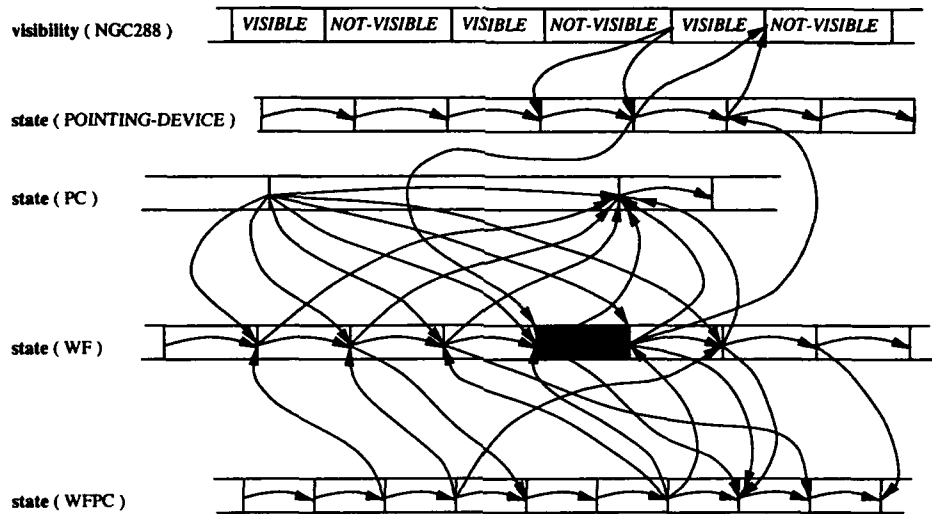 visibility ( NGC288 ) VISIBLE NOT-VISIBLE VISIBLE NOT-VISIBLE VISIBLE NOT-VISIBLE
state ( POINTING-DEVICE )
state ( PC )
state ( WF )
state ( WFPC )